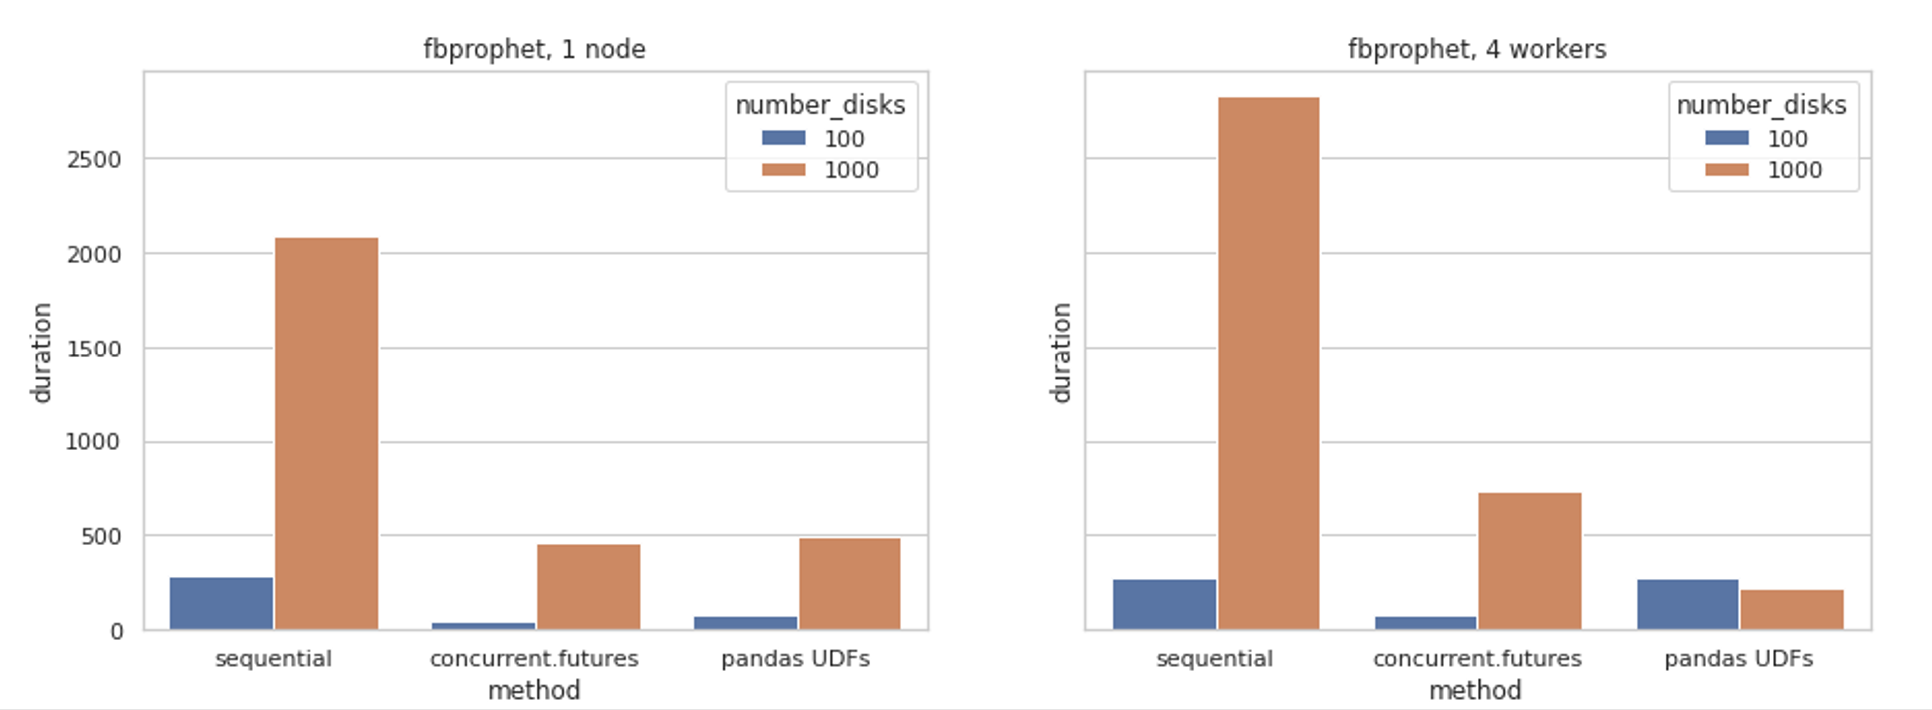 fbprophet, 1 node
number_disks
100
1000
2500
2000
1500
1000
500
0
duration
sequential
concurrent.futures
pandas UDFs
method
fbprophet, 4 workers
number_disks
100
1000
duration
sequential
concurrent.futures
pandas UDFs
method